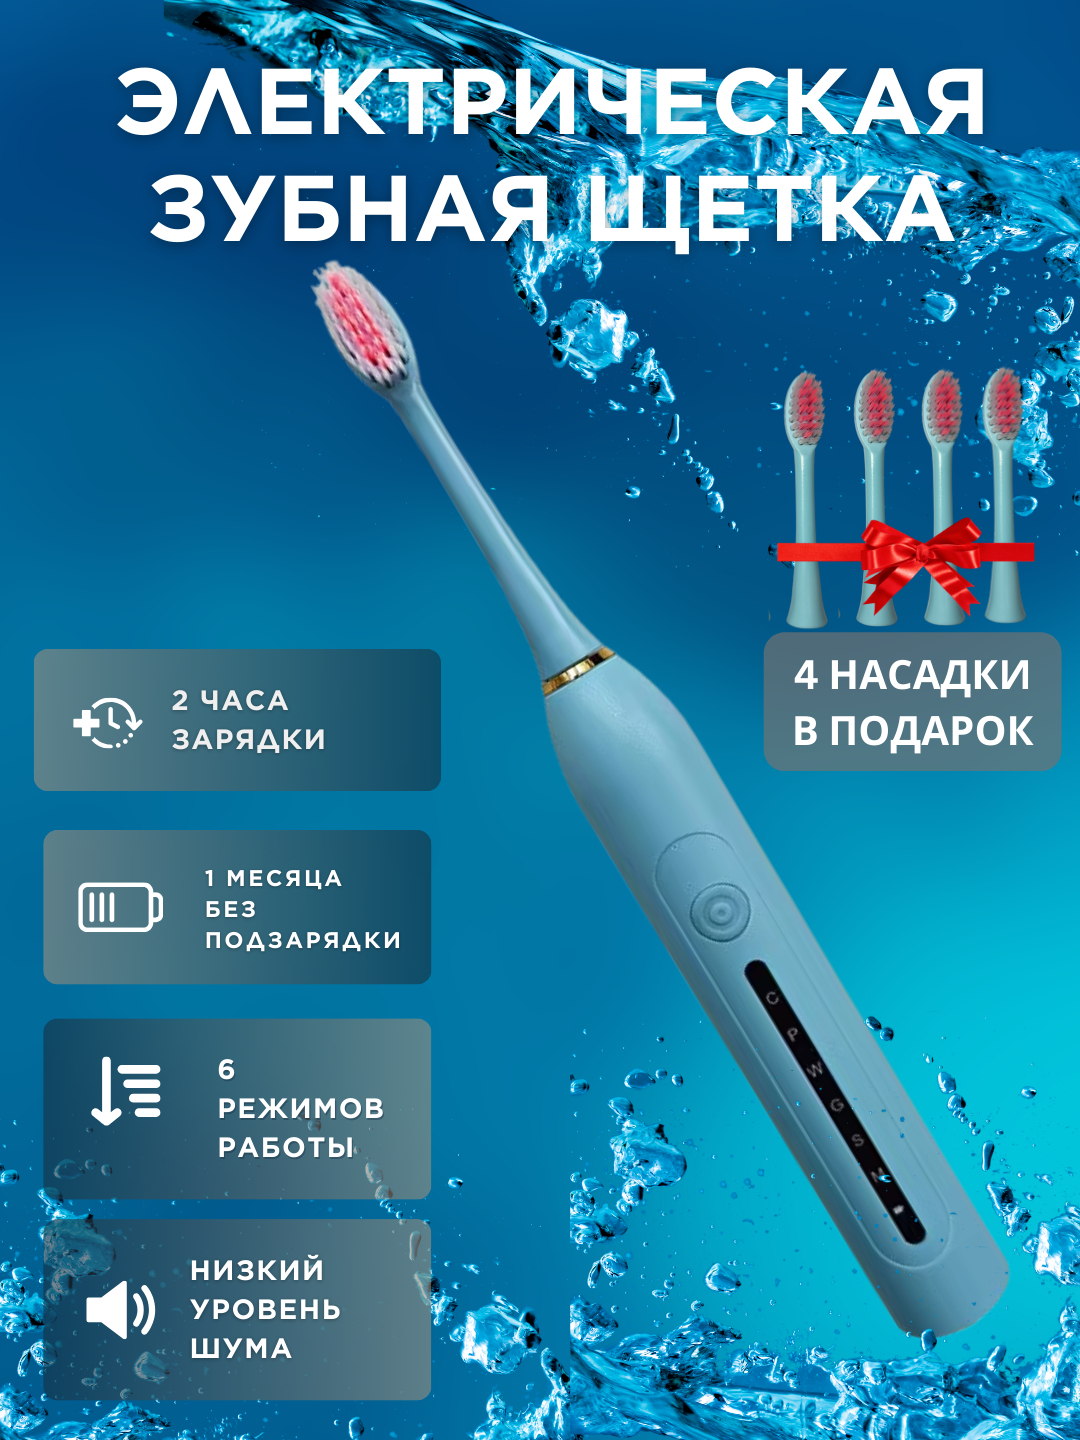 ЭЛЕКТРИЧЕСКАЯ
ЗУБНАЯ ЩЕТКА
4 НАСАДКИ
В ПОДАРОК
2 ЧАСА
ЗАРЯДКИ
1 МЕСЯЦА
БЕЗ
ПОДЗАРЯДКИ
6
РЕЖИМОВ
РАБОТЫ
НИЗКИЙ
УРОВЕНЬ
ШУМА
C
P
W
G
S
M